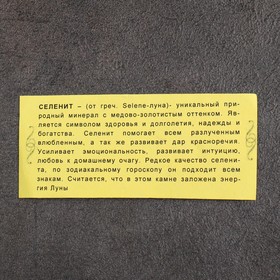 СЕЛЕНИТ – (от греч. Selene-луна)- уникальный при-
родный минерал с медово-золотистым оттенком. Яв-
ляется символом здоровья и долголетия, надежды и
богатства. Селенит помогает всем разлученным
влюбленным, а так же развивает дар красноречия.
Усиливает эмоциональность, развивает интуицию,
любовь к домашнему очагу. Редкое качество селени-
та, по зодиакальному гороскопу он подходит всем
знакам. Считается, что в этом камне заложена энер-
гия Луны